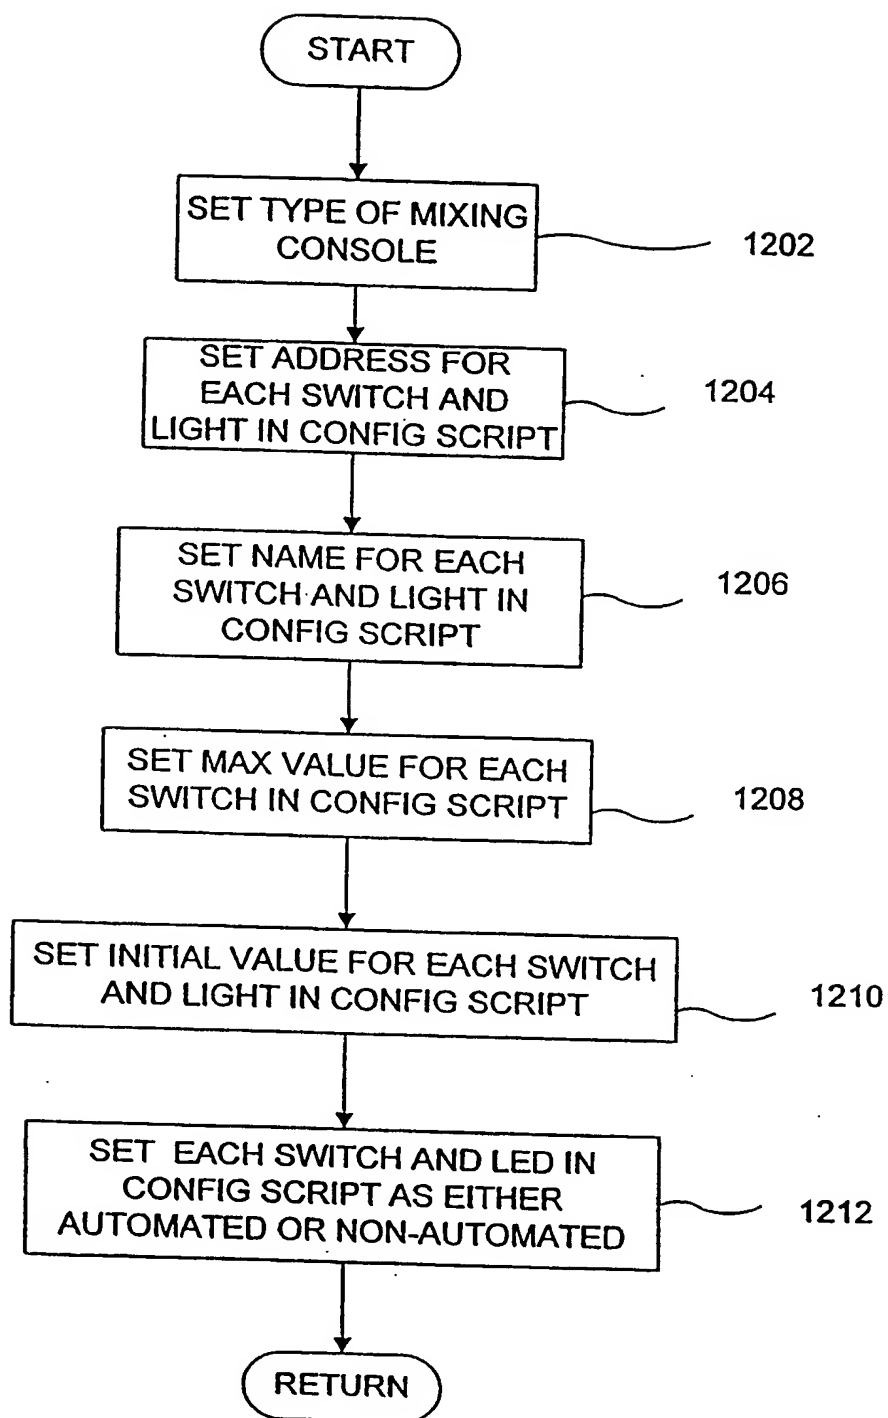 START
SET TYPE OF MIXING
CONSOLE
1202
SET ADDRESS FOR
EACH SWITCH AND
LIGHT IN CONFIG SCRIPT
1204
SET NAME FOR EACH
SWITCH AND LIGHT IN
CONFIG SCRIPT
1206
SET MAX VALUE FOR EACH
SWITCH IN CONFIG SCRIPT
1208
SET INITIAL VALUE FOR EACH SWITCH
AND LIGHT IN CONFIG SCRIPT
1210
SET EACH SWITCH AND LED IN
CONFIG SCRIPT AS EITHER
AUTOMATED OR NON-AUTOMATED
1212
RETURN